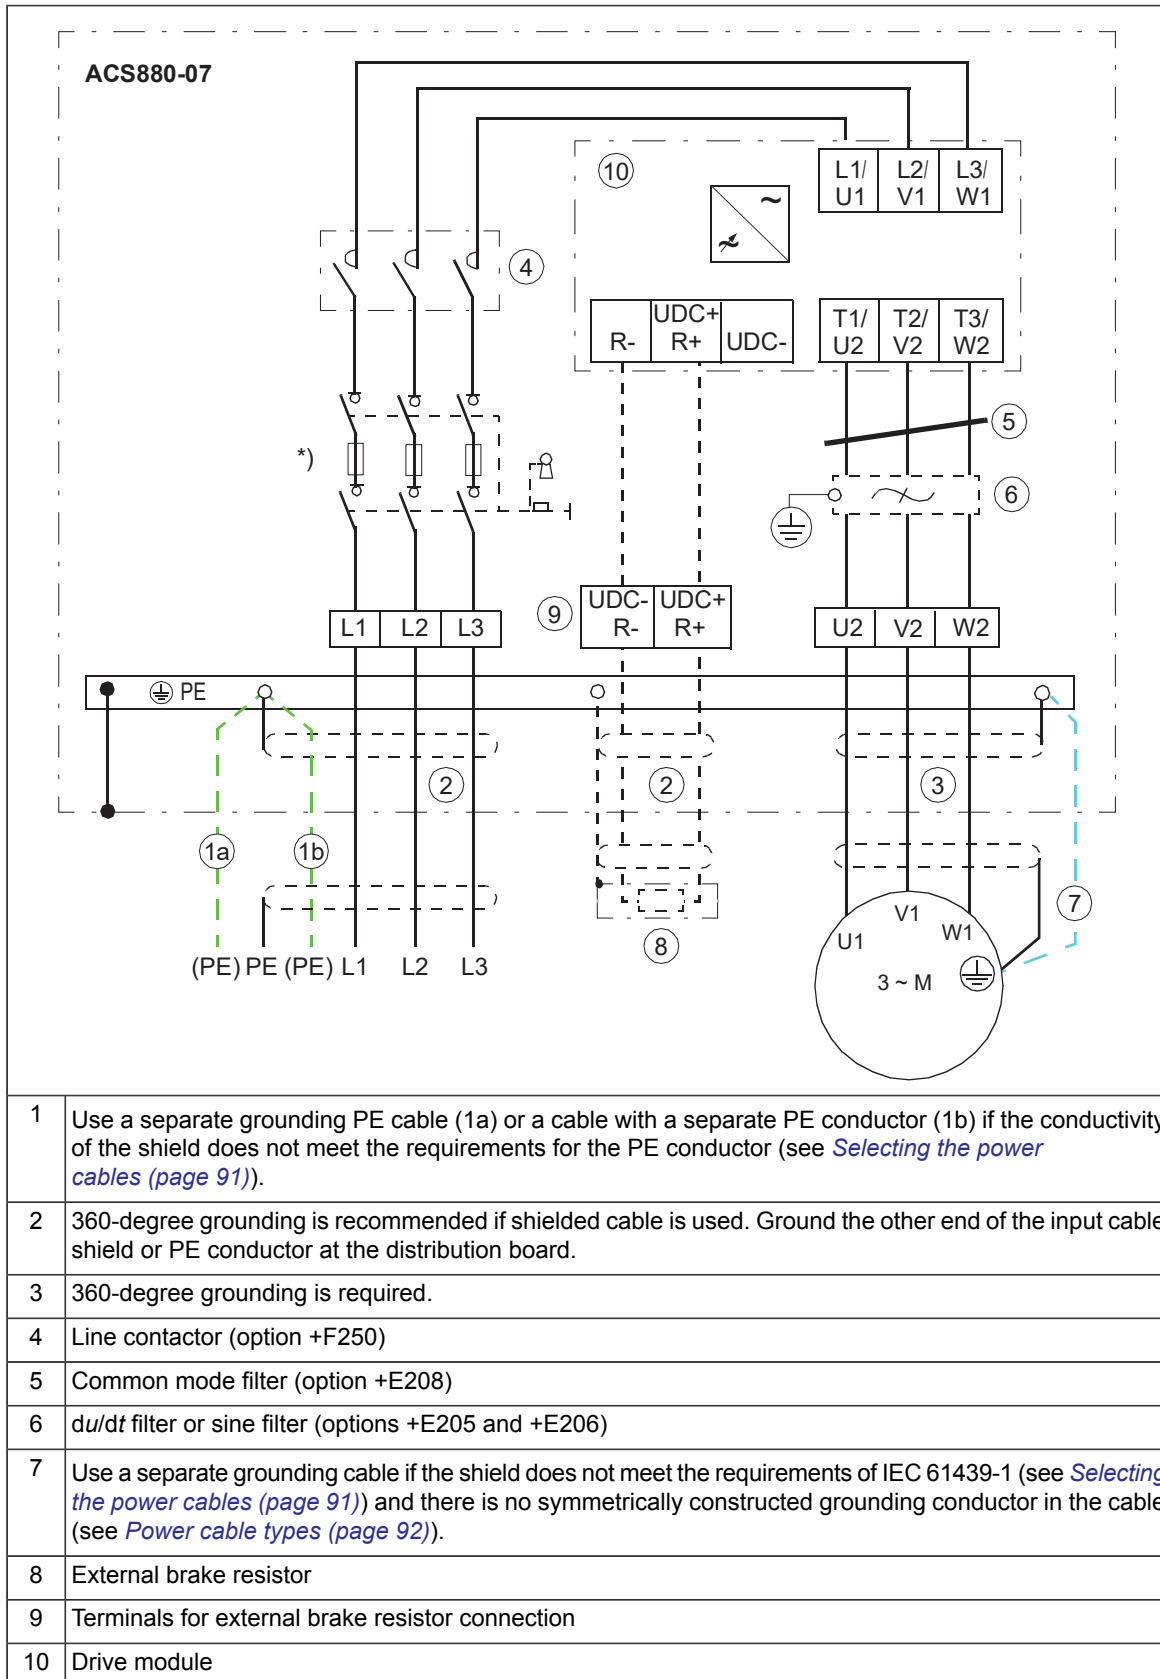 ACS880-07
10
L1/ L2/ L3/
U1 V1 W1
4
UDC+
R- R+ UDC-
T1/ T2/ T3/
U2 V2 W2
5
*)
6
9
UDC- UDC+
R- R+
L1 L2 L3
U2 V2 W2
PE
2
2
3
1a
1b
7
8
V1
U1
W1
3 ~ M
(PE) PE (PE) L1 L2 L3
1 Use a separate grounding PE cable (1a) or a cable with a separate PE conductor (1b) if the conductivity
of the shield does not meet the requirements for the PE conductor (see Selecting the power
cables (page 91)).
2 360-degree grounding is recommended if shielded cable is used. Ground the other end of the input cable
shield or PE conductor at the distribution board.
3 360-degree grounding is required.
4 Line contactor (option +F250)
5 Common mode filter (option +E208)
6 du/dt filter or sine filter (options +E205 and +E206)
7 Use a separate grounding cable if the shield does not meet the requirements of IEC 61439-1 (see Selecting
the power cables (page 91)) and there is no symmetrically constructed grounding conductor in the cable
(see Power cable types (page 92)).
8 External brake resistor
9 Terminals for external brake resistor connection
10 Drive module